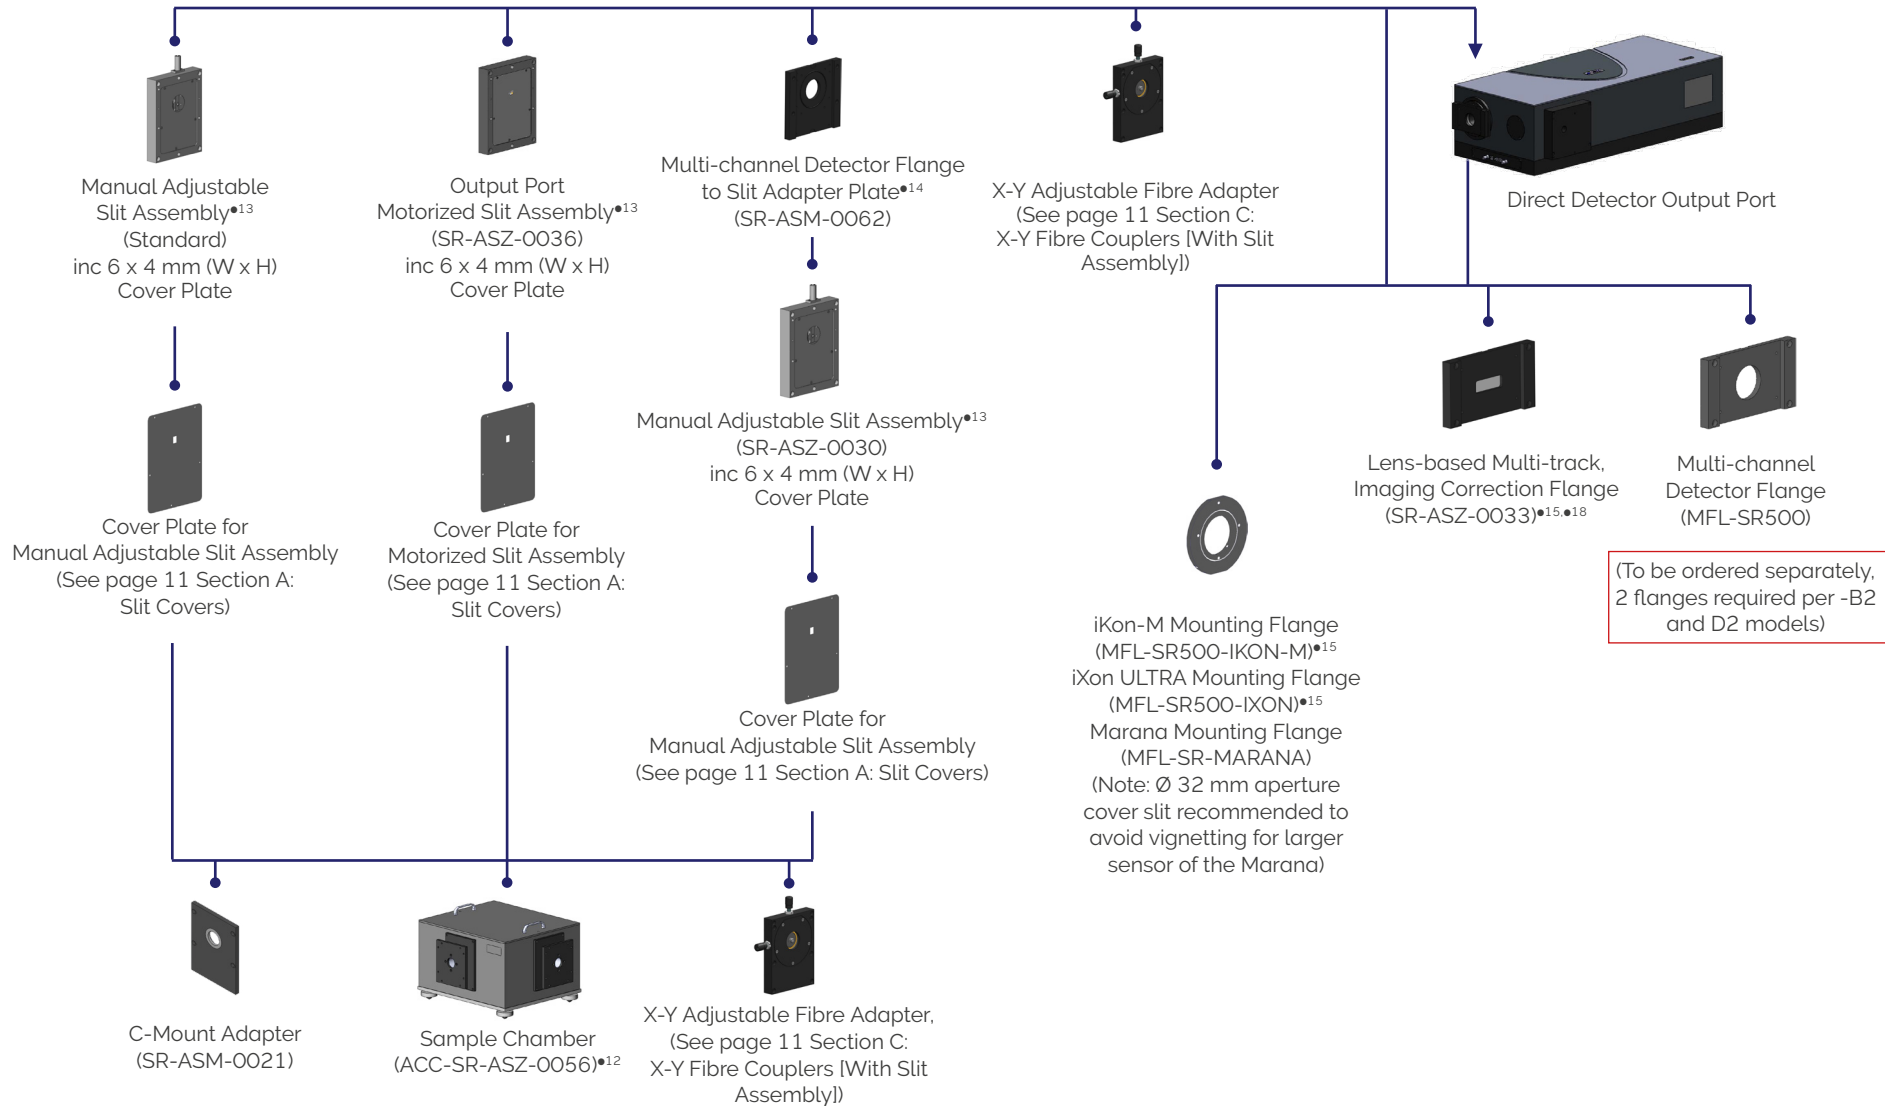 Manual Adjustable
Slit Assembly●13
(Standard)
inc 6 x 4 mm (W x H)
Cover Plate
Output Port
Motorized Slit Assembly●13
(SR-ASZ-0036)
inc 6 x 4 mm (W x H)
Cover Plate
Multi-channel Detector Flange
to Slit Adapter Plate●14
(SR-ASM-0062)
X-Y Adjustable Fibre Adapter
(See page 11 Section C:
X-Y Fibre Couplers [With Slit
Assembly])
Direct Detector Output Port
Manual Adjustable Slit Assembly●13
(SR-ASZ-0030)
inc 6 x 4 mm (W x H)
Cover Plate
Lens-based Multi-track,
Imaging Correction Flange
(SR-ASZ-0033)●15,●18
Multi-channel
Detector Flange
(MFL-SR500)
(To be ordered separately,
2 flanges required per -B2
and D2 models)
Cover Plate for
Manual Adjustable Slit Assembly
(See page 11 Section A:
Slit Covers)
Cover Plate for
Motorized Slit Assembly
(See page 11 Section A:
Slit Covers)
Cover Plate for
Manual Adjustable Slit Assembly
(See page 11 Section A: Slit Covers)
iKon-M Mounting Flange
(MFL-SR500-IKON-M)●15
iXon ULTRA Mounting Flange
(MFL-SR500-IXON)●15
Marana Mounting Flange
(MFL-SR-MARANA)
(Note: Ø 32 mm aperture
cover slit recommended to
avoid vignetting for larger
sensor of the Marana)
C-Mount Adapter
(SR-ASM-0021)
Sample Chamber
(ACC-SR-ASZ-0056)●12
X-Y Adjustable Fibre Adapter,
(See page 11 Section C:
X-Y Fibre Couplers [With Slit
Assembly])